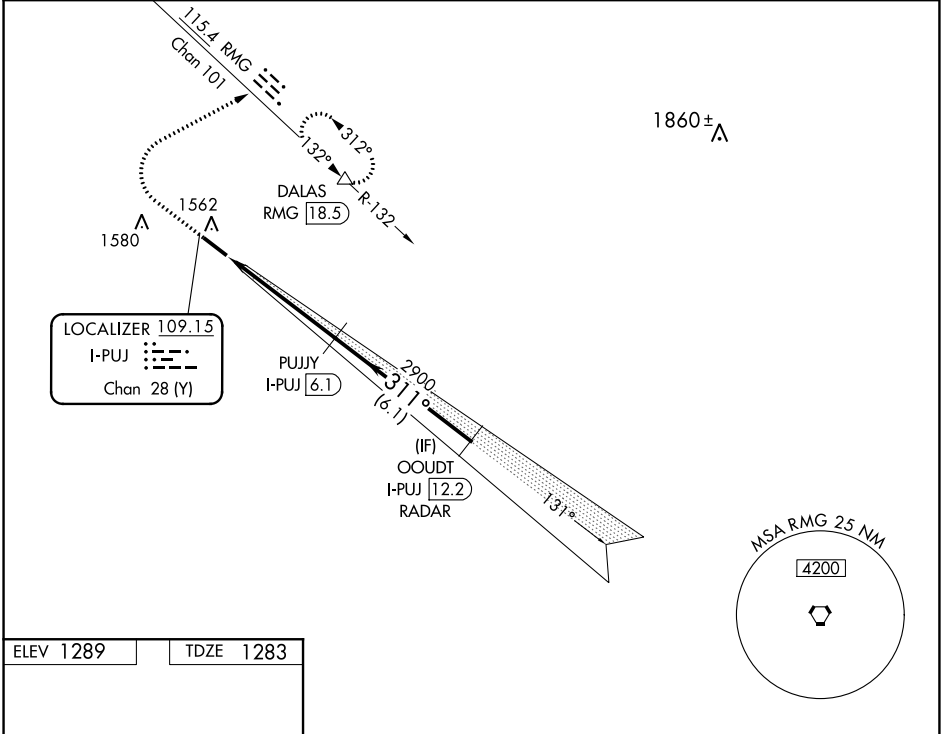 115.4 RMG
Chan 101
312°
132°
DALAS
RMG 18.5
R-132
1860±
1562
1580
LOCALIZER 109.15
I-PUJ
Chan 28 (Y)
PUJJY
I-PUJ 6.1
2900
311°
(6.1)
(IF)
OOUDT
I-PUJ 12.2
RADAR
131°
MSA RMG 25 NM
4200
ELEV 1289
TDZE 1283